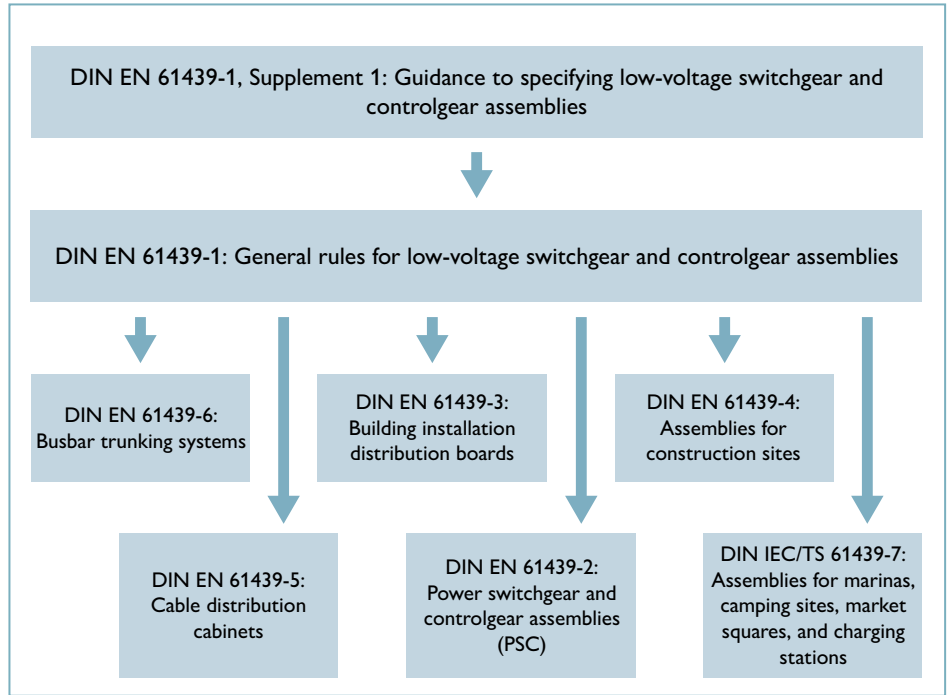 DIN EN 61439-1, Supplement 1: Guidance to specifying low-voltage switchgear and
controlgear assemblies
DIN EN 61439-1: General rules for low-voltage switchgear and controlgear assemblies
DIN EN 61439-6:
Busbar trunking systems
DIN EN 61439-3:
Building installation
distribution boards
DIN EN 61439-4:
Assemblies for
construction sites
DIN EN 61439-5:
Cable distribution
cabinets
DIN EN 61439-2:
Power switchgear and
controlgear assemblies
(PSC)
DIN IEC/TS 61439-7:
Assemblies for marinas,
camping sites, market
squares, and charging
stations